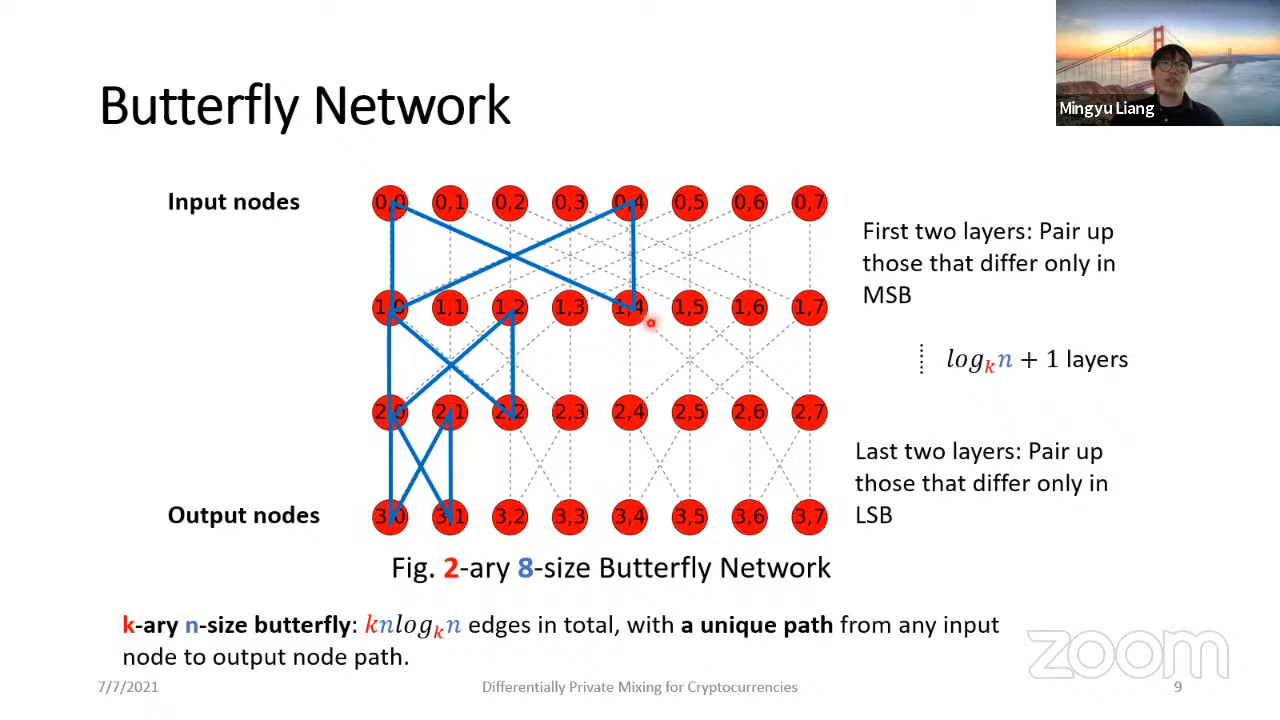 Butterfly Network
Mingyu Liang
Input nodes
0,0 0,1 0,2 0,3 0,4 0,5 0,6 0,7
First two layers: Pair up
those that differ only in
MSB
1,0 1,1 1,2 1,3 1,4 1,5 1,6 1,7
log_k n + 1 layers
2,0 2,1 2,2 2,3 2,4 2,5 2,6 2,7
Last two layers: Pair up
those that differ only in
LSB
Output nodes
3,0 3,1 3,2 3,3 3,4 3,5 3,6 3,7
Fig. 2-ary 8-size Butterfly Network
k-ary n-size butterfly: knlog_k n edges in total, with a unique path from any input
node to output node path.
zoom
7/7/2021
Differentially Private Mixing for Cryptocurrencies
9